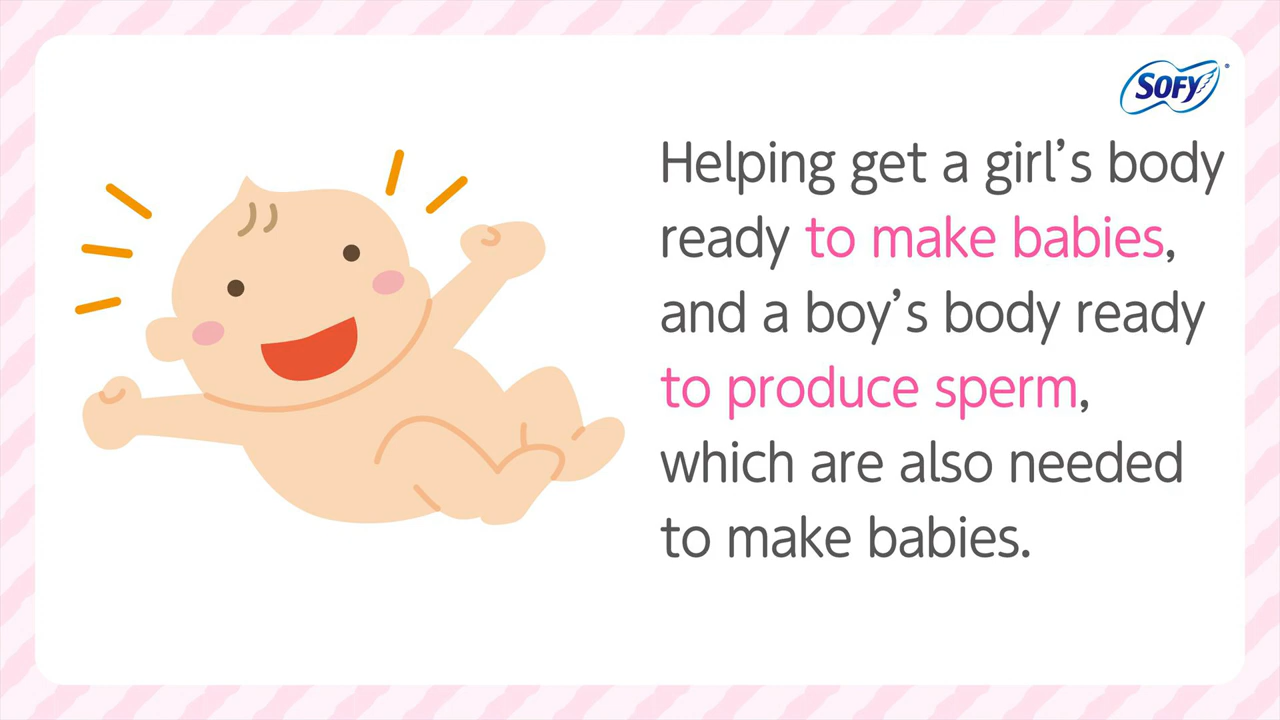 SOFY
Helping get a girl’s body
ready to make babies,
and a boy’s body ready
to produce sperm,
which are also needed
to make babies.